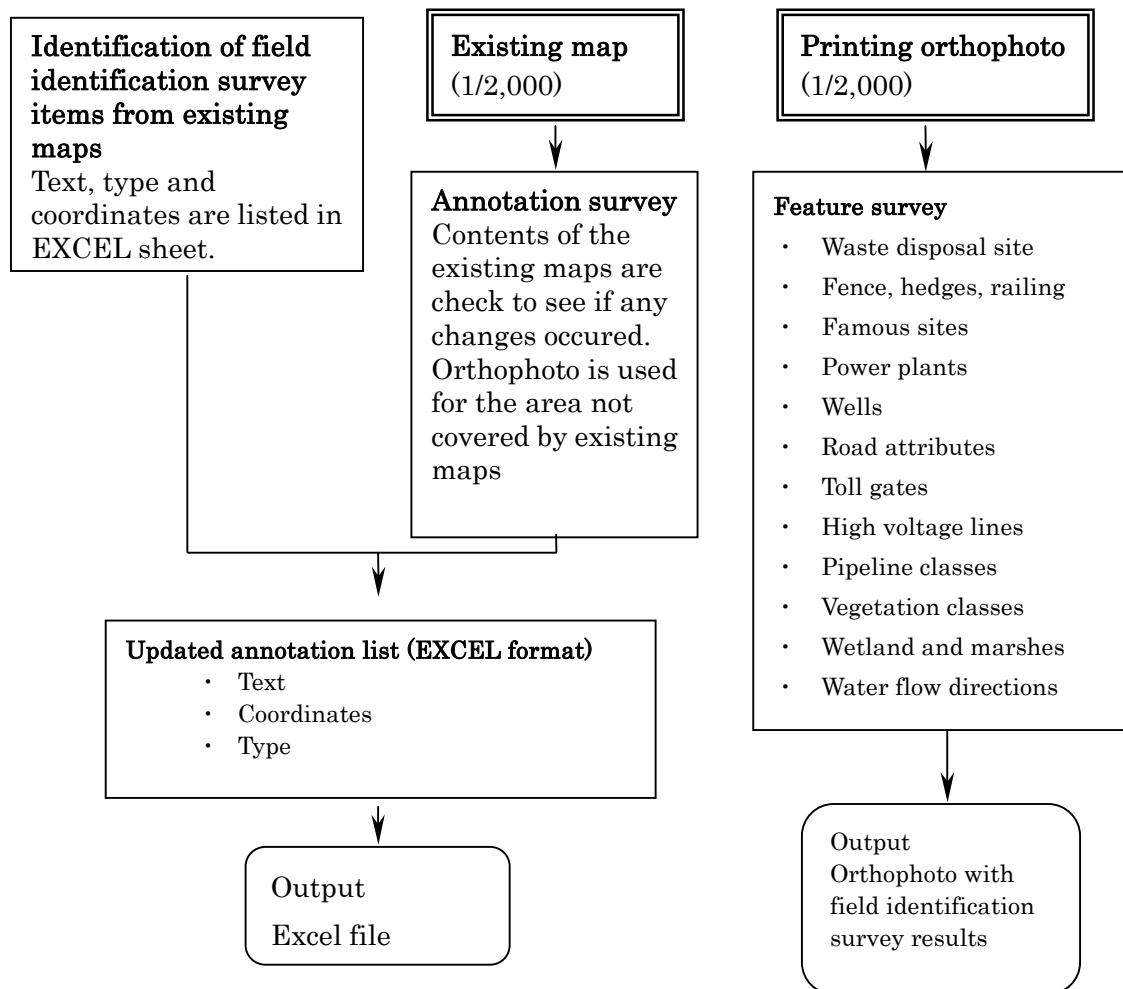 Identification of field
identification survey
items from existing
maps
Text, type and
coordinates are listed in
EXCEL sheet.
Existing map
(1/2,000)
Printing orthophoto
(1/2,000)
Annotation survey
Contents of the
existing maps are
check to see if any
changes occured.
Orthophoto is used
for the area not
covered by existing
maps
Feature survey
・ Waste disposal site
・ Fence, hedges, railing
・ Famous sites
・ Power plants
・ Wells
・ Road attributes
・ Toll gates
・ High voltage lines
・ Pipeline classes
・ Vegetation classes
・ Wetland and marshes
・ Water flow directions
Updated annotation list (EXCEL format)
・ Text
・ Coordinates
・ Type
Output
Excel file
Output
Orthophoto with
field identification
survey results